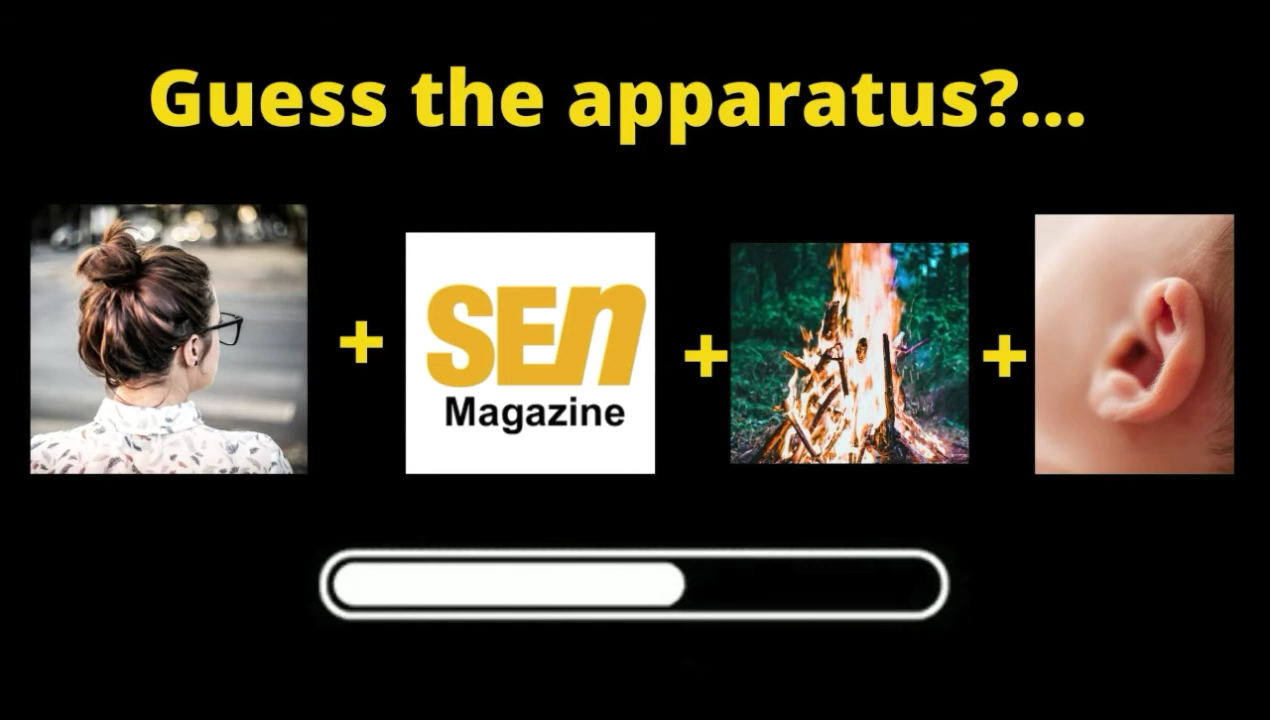 Guess the apparatus?...
+
SEn
Magazine
+
+